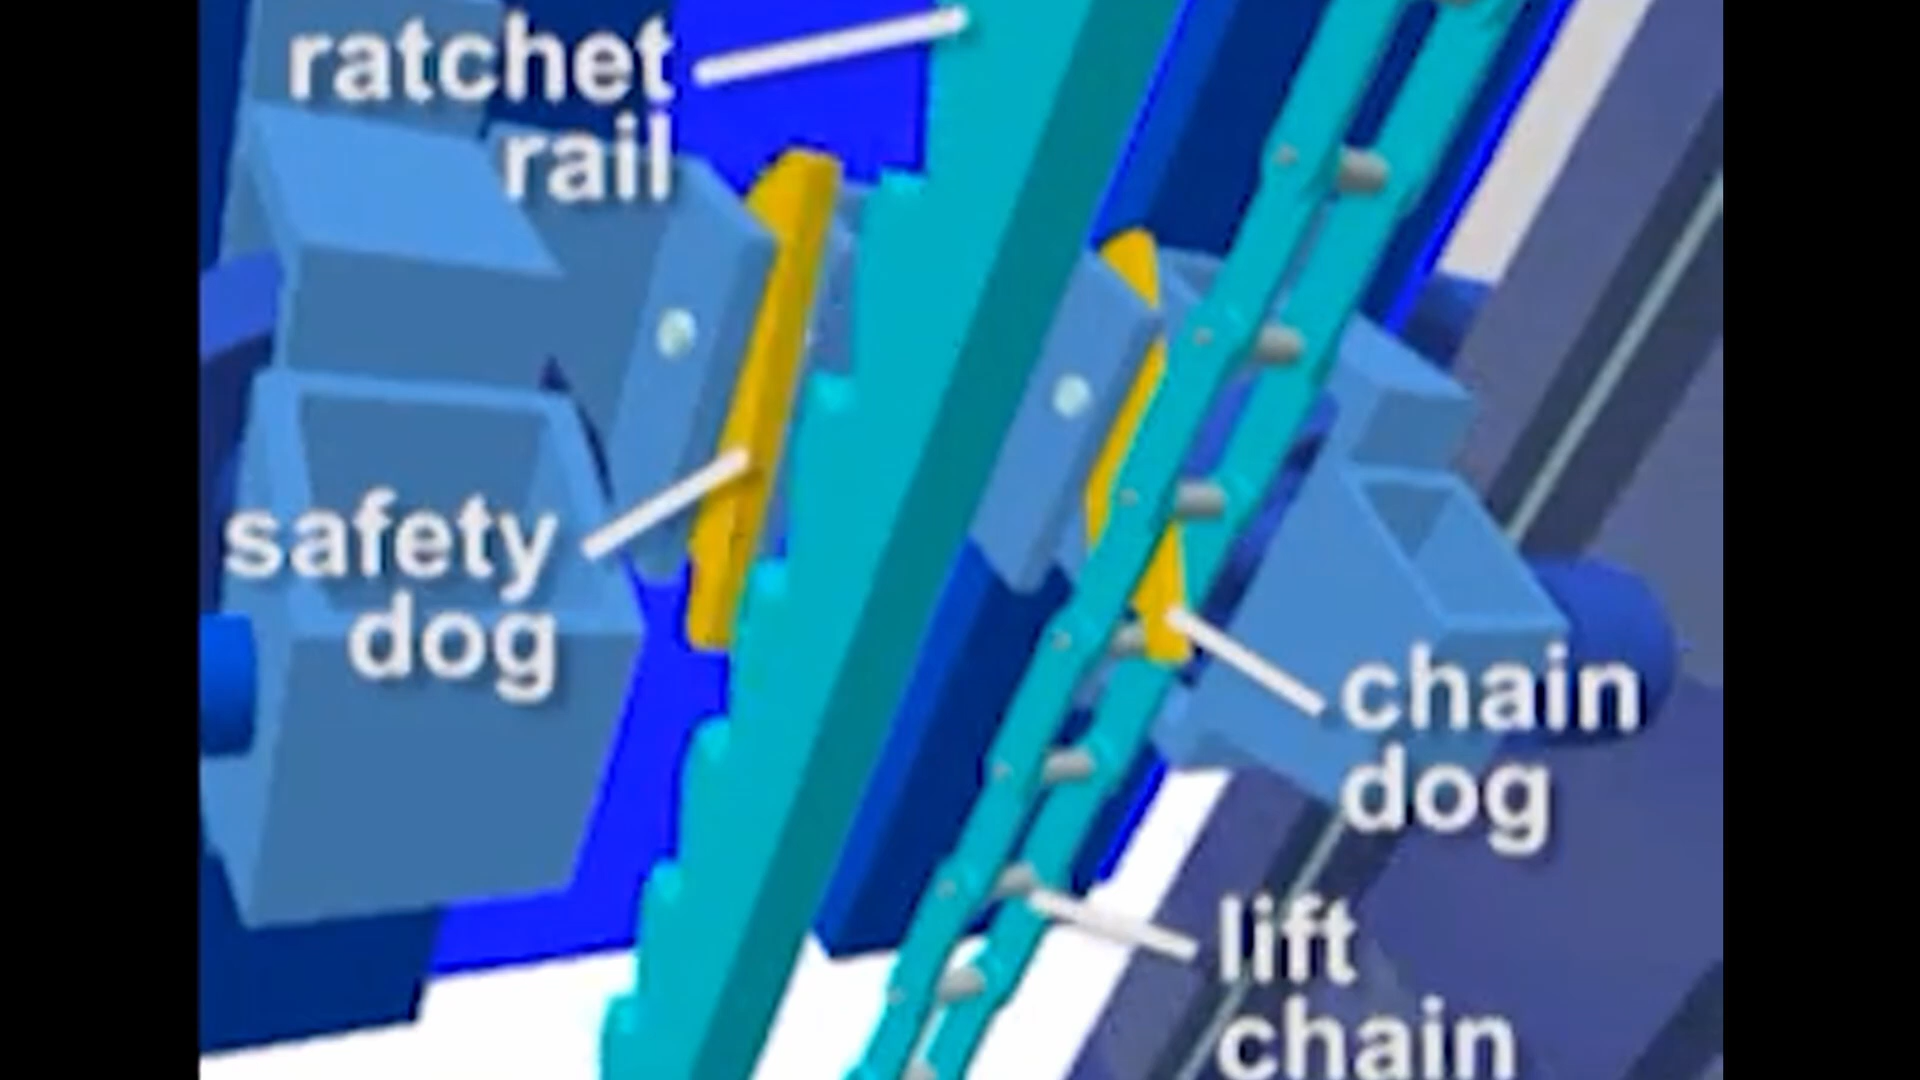 ratchet
rail
safety
dog
chain
dog
lift
chain